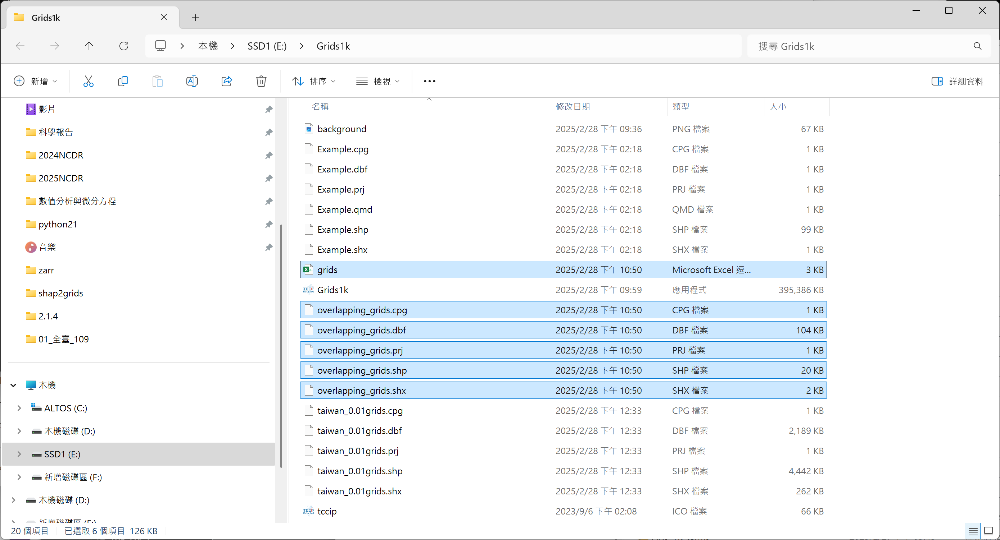 Grids1k
本機 SSD1 (E:) Grids1k 搜尋 Grids1k
新增 排序 檢視 詳細資料
影片
科學報告
2024NCDR
2025NCDR
數值分析與微分方程
python21
音樂
zarr
shap2grids
2.1.4
01_全臺_109
本機
ALTOS (C:)
本機磁碟 (D:)
SSD1 (E:)
新增磁碟區 (F:)
本機磁碟 (D:)
新增磁碟區 (F:)
名稱 修改日期 類型 大小
background 2025/2/28 下午 09:36 PNG 檔案 67 KB
Example.cpg 2025/2/28 下午 02:18 CPG 檔案 1 KB
Example.dbf 2025/2/28 下午 02:18 DBF 檔案 1 KB
Example.prj 2025/2/28 下午 02:18 PRJ 檔案 1 KB
Example.qmd 2025/2/28 下午 02:18 QMD 檔案 1 KB
Example.shp 2025/2/28 下午 02:18 SHP 檔案 99 KB
Example.shx 2025/2/28 下午 02:18 SHX 檔案 1 KB
grids 2025/2/28 下午 10:50 Microsoft Excel 逗... 3 KB
Grids1k 2025/2/28 下午 09:59 應用程式 395,386 KB
overlapping_grids.cpg 2025/2/28 下午 10:50 CPG 檔案 1 KB
overlapping_grids.dbf 2025/2/28 下午 10:50 DBF 檔案 104 KB
overlapping_grids.prj 2025/2/28 下午 10:50 PRJ 檔案 1 KB
overlapping_grids.shp 2025/2/28 下午 10:50 SHP 檔案 20 KB
overlapping_grids.shx 2025/2/28 下午 10:50 SHX 檔案 2 KB
taiwan_0.01grids.cpg 2025/2/28 下午 12:33 CPG 檔案 1 KB
taiwan_0.01grids.dbf 2025/2/28 下午 12:33 DBF 檔案 2,189 KB
taiwan_0.01grids.prj 2025/2/28 下午 12:33 PRJ 檔案 1 KB
taiwan_0.01grids.shp 2025/2/28 下午 12:33 SHP 檔案 4,442 KB
taiwan_0.01grids.shx 2025/2/28 下午 12:33 SHX 檔案 262 KB
tccip 2023/9/6 下午 02:08 ICO 檔案 66 KB
20 個項目 已選取 6 個項目 126 KB